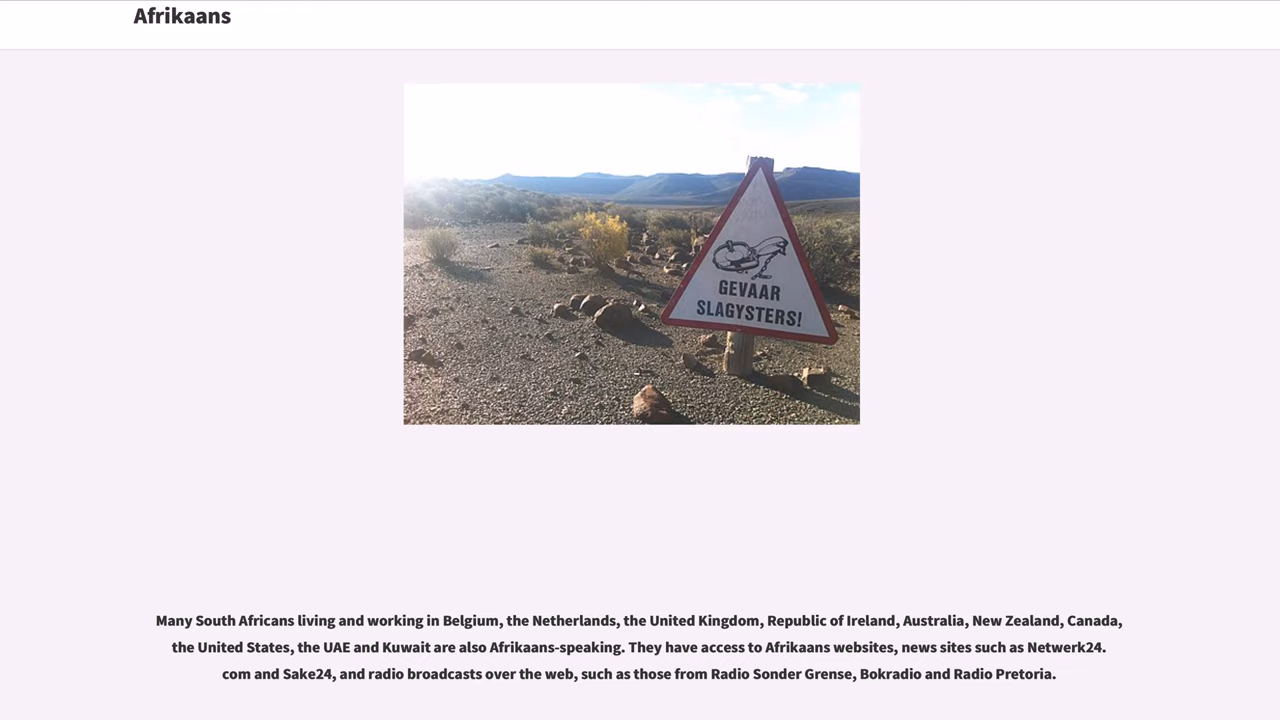 Afrikaans
GEVAAR
SLAGYSTERS!
Many South Africans living and working in Belgium, the Netherlands, the United Kingdom, Republic of Ireland, Australia, New Zealand, Canada,
the United States, the UAE and Kuwait are also Afrikaans-speaking. They have access to Afrikaans websites, news sites such as Netwerk24.
com and Sake24, and radio broadcasts over the web, such as those from Radio Sonder Grense, Bokradio and Radio Pretoria.